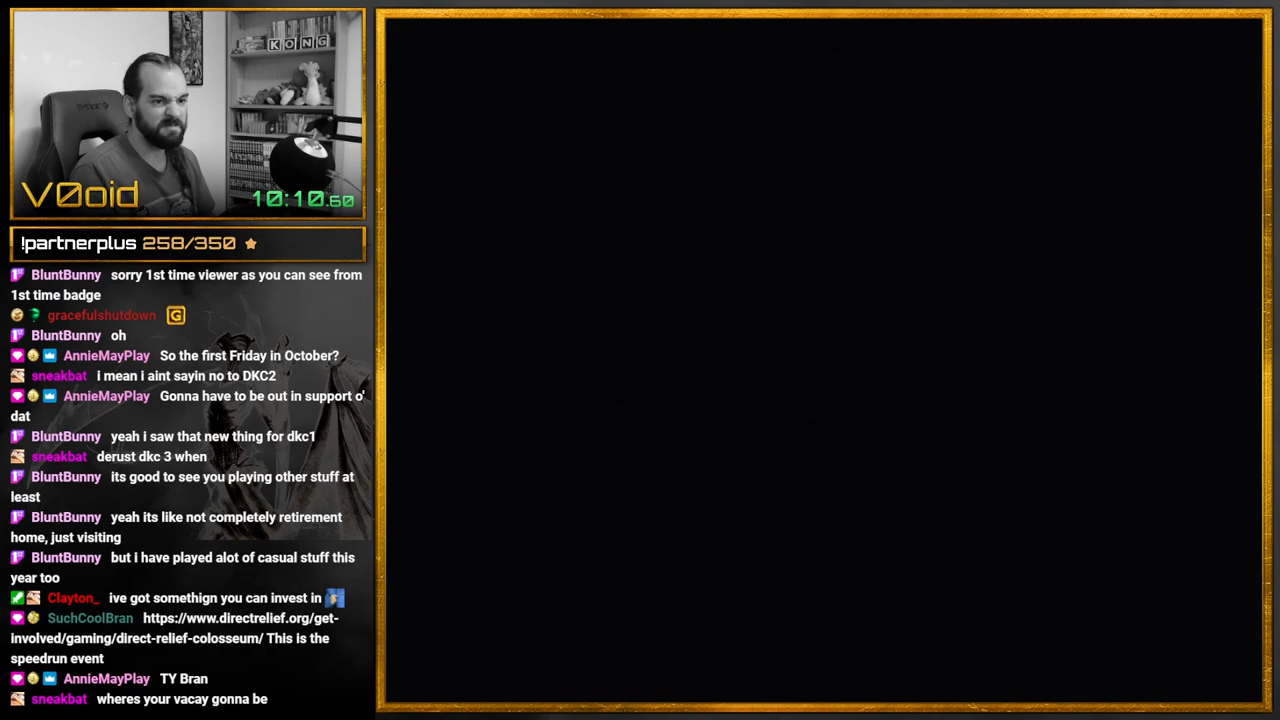 KONG
VØoid
10:10.60
!partnerplus 258/350
BluntBunny sorry 1st time viewer as you can see from
1st time badge
gracefulshutdown G
BluntBunny oh
AnnieMayPlay So the first Friday in October?
sneakbat i mean i aint sayin no to DKC2
AnnieMayPlay Gonna have to be out in support o'
dat
BluntBunny yeah i saw that new thing for dkc1
sneakbat derust dkc 3 when
BluntBunny its good to see you playing other stuff at
least
BluntBunny yeah its like not completely retirement
home, just visiting
BluntBunny but i have played alot of casual stuff this
year too
Clayton_ ive got somethign you can invest in
SuchCoolBran https://www.directrelief.org/get-
involved/gaming/direct-relief-colosseum/ This is the
speedrun event
AnnieMayPlay TY Bran
sneakbat wheres your vacay gonna be